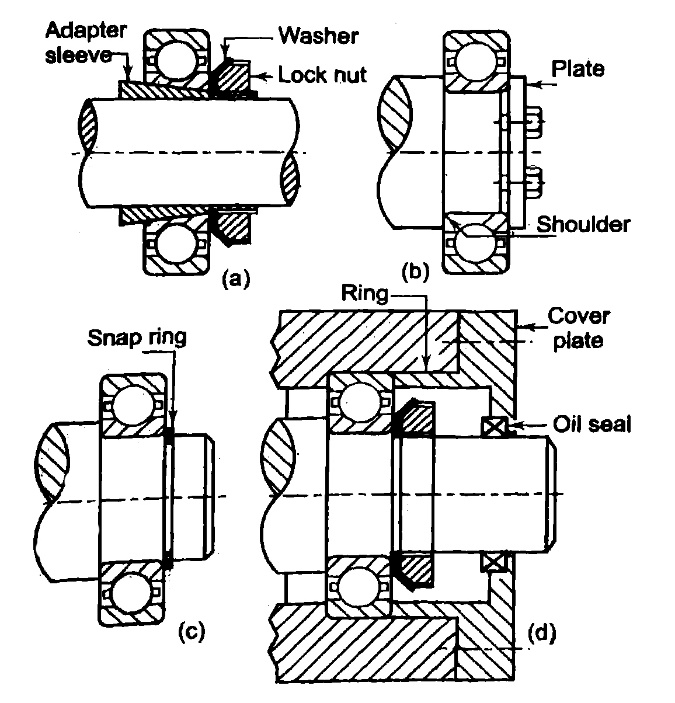 Adapter
sleeve
Washer
Lock nut
Plate
Shoulder
(a)
(b)
Ring
Cover
plate
Snap ring
Oil seal
(c)
(d)